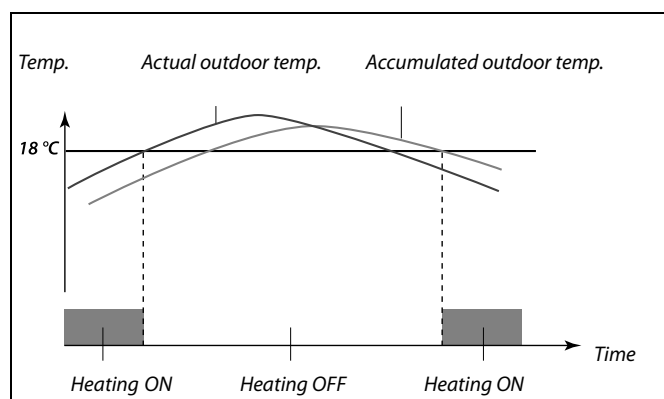 Temp.
Actual outdoor temp.
Accumulated outdoor temp.
18 °C
Time
Heating ON
Heating OFF
Heating ON